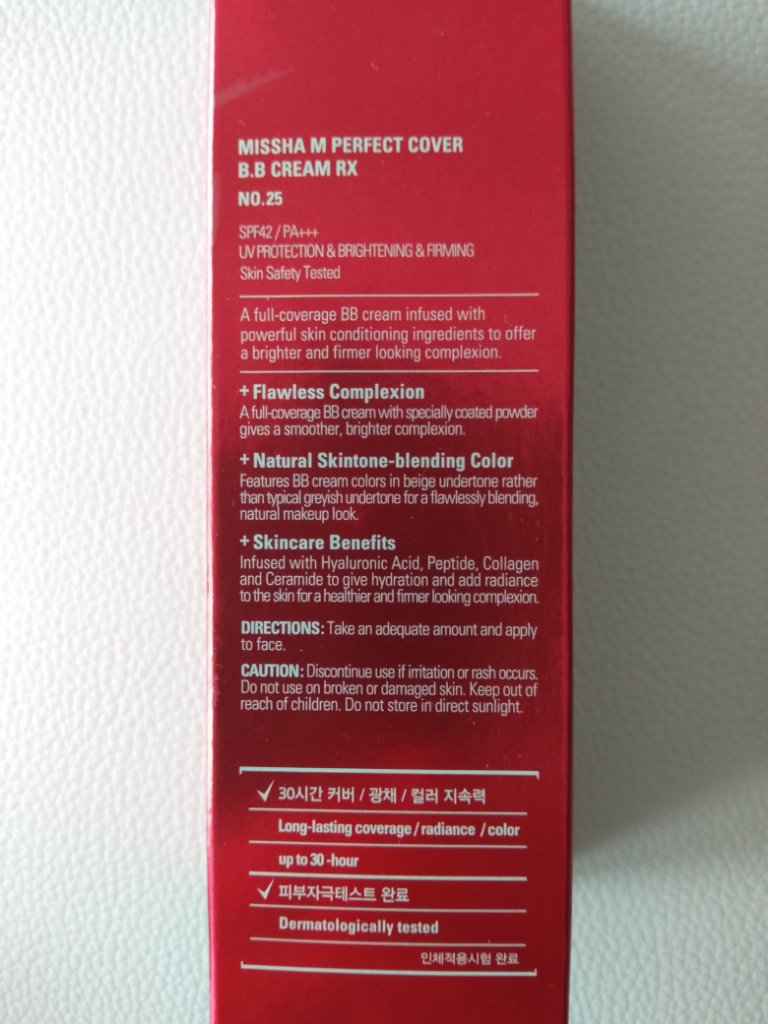 MISSHA M PERFECT COVER
B.B CREAM RX
NO.25
SPF42 / PA+++
UV PROTECTION & BRIGHTENING & FIRMING
Skin Safety Tested
A full-coverage BB cream infused with
powerful skin conditioning ingredients to offer
a brighter and firmer looking complexion.
+ Flawless Complexion
A full-coverage BB cream with specially coated powder
gives a smoother, brighter complexion.
+ Natural Skintone-blending Color
Features BB cream colors in beige undertone rather
than typical greyish undertone for a flawlessly blending,
natural makeup look.
+ Skincare Benefits
Infused with Hyaluronic Acid, Peptide, Collagen
and Ceramide to give hydration and add radiance
to the skin for a healthier and firmer looking complexion.
DIRECTIONS: Take an adequate amount and apply
to face.
CAUTION: Discontinue use if irritation or rash occurs.
Do not use on broken or damaged skin. Keep out of
reach of children. Do not store in direct sunlight.
✓ 30시간 커버 / 광채 / 컬러 지속력
Long-lasting coverage / radiance / color
up to 30-hour
✓ 피부자극테스트 완료
Dermatologically tested
인체적용시험 완료